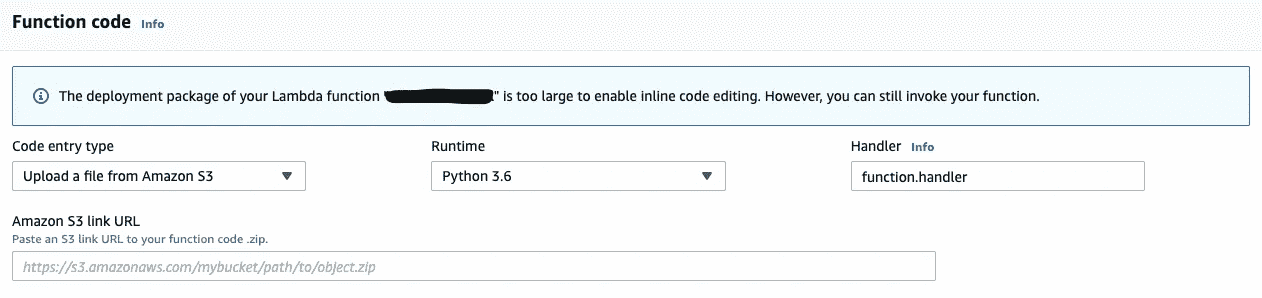 Function code Info
The deployment package of your Lambda function " " is too large to enable inline code editing. However, you can still invoke your function.
Code entry type Runtime Handler Info
Upload a file from Amazon S3 Python 3.6 function.handler
Amazon S3 link URL
Paste an S3 link URL to your function code .zip.
https://s3.amazonaws.com/mybucket/path/to/object.zip